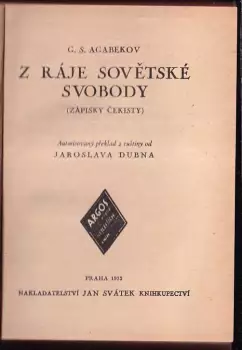 G. S. AGABEKOV
Z RÁJE SOVĚTSKÉ
SVOBODY
(ZÁPISKY ČEKISTY)
Autorisovaný překlad z ruštiny od
JAROSLAVA DUBNA
ARGOS
PRAHA 1932
NAKLADATELSTVÍ JAN SVÁTEK KNIHKUPECTVÍ